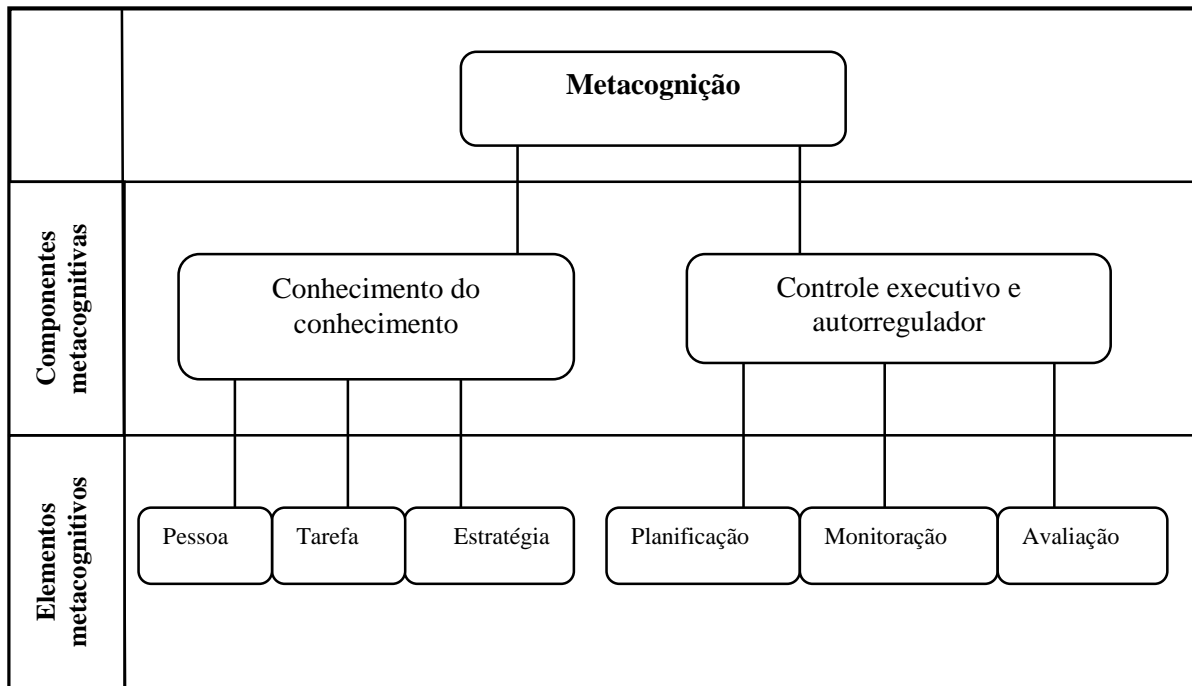 Metacognição
Componentes
metacognitivas
Conhecimento do
conhecimento
Controle executivo e
autorregulador
Elementos
metacognitivos
Pessoa
Tarefa
Estratégia
Planificação
Monitoração
Avaliação